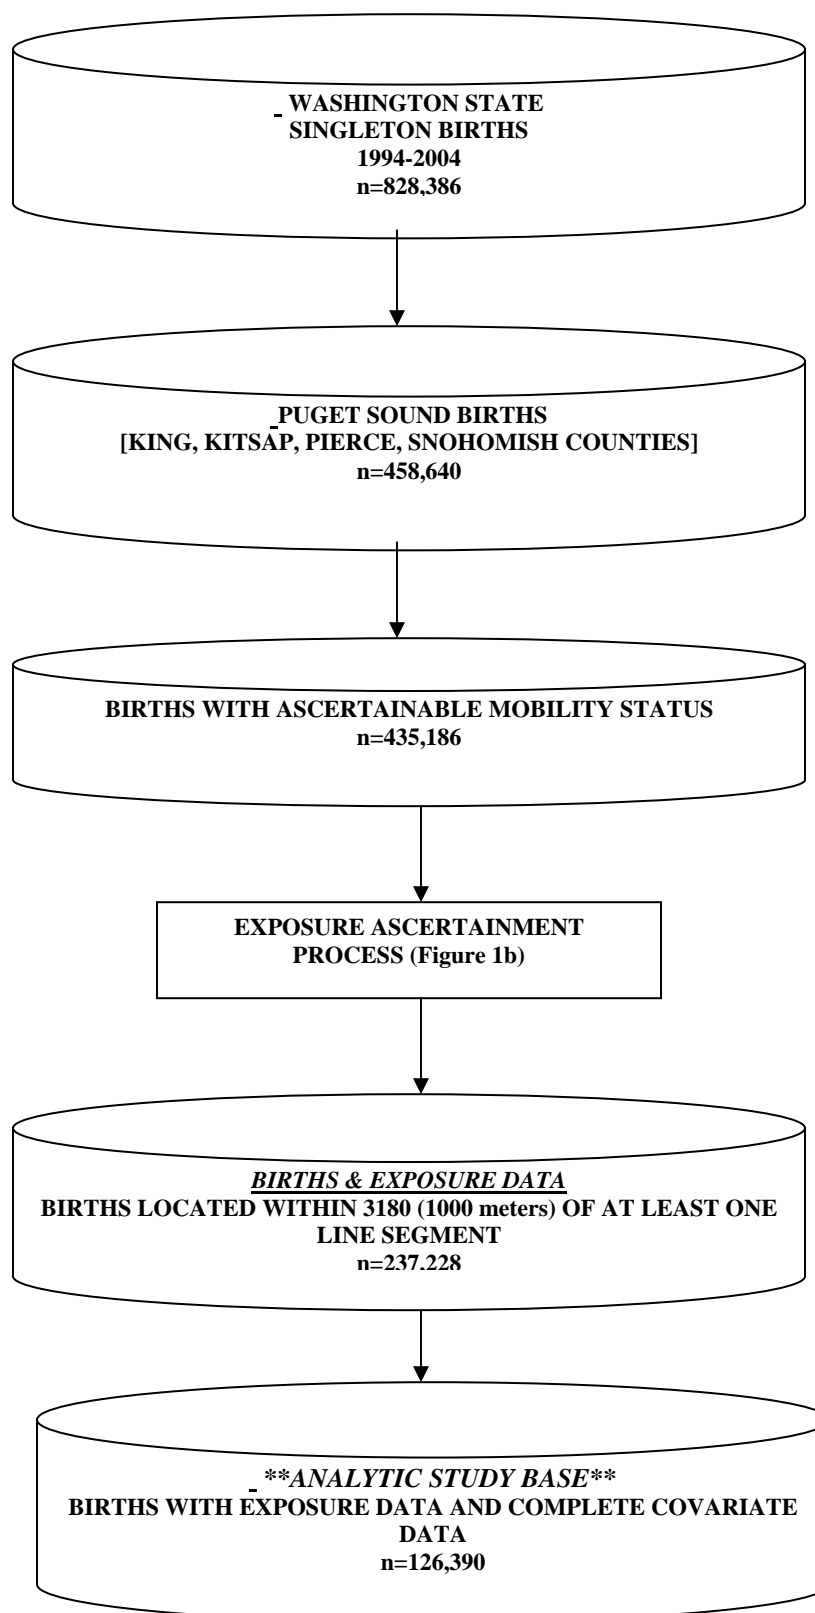 WASHINGTON STATE
SINGLETON BIRTHS
1994-2004
n=828,386
PUGET SOUND BIRTHS
[KING, KITSAP, PIERCE, SNOHOMISH COUNTIES]
n=458,640
BIRTHS WITH ASCERTAINABLE MOBILITY STATUS
n=435,186
EXPOSURE ASCERTAINMENT
PROCESS (Figure 1b)
BIRTHS & EXPOSURE DATA
BIRTHS LOCATED WITHIN 3180 (1000 meters) OF AT LEAST ONE
LINE SEGMENT
n=237,228
**ANALYTIC STUDY BASE**
BIRTHS WITH EXPOSURE DATA AND COMPLETE COVARIATE
DATA
n=126,390